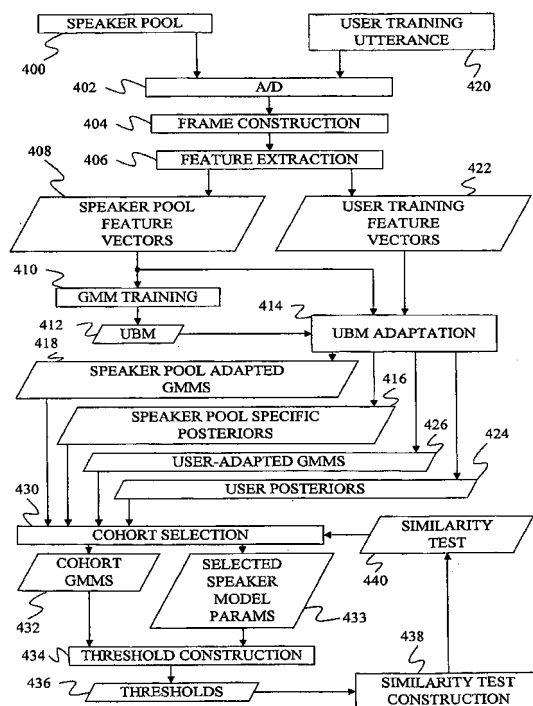 SPEAKER POOL
400
USER TRAINING
UTTERANCE
420
402
A/D
404
FRAME CONSTRUCTION
406
FEATURE EXTRACTION
408
422
SPEAKER POOL
FEATURE
VECTORS
USER TRAINING
FEATURE
VECTORS
410
GMM TRAINING
412
UBM
414
UBM ADAPTATION
418
SPEAKER POOL ADAPTED
GMMS
416
SPEAKER POOL SPECIFIC
POSTERIORS
426
USER-ADAPTED GMMS
424
USER POSTERIORS
430
COHORT SELECTION
SIMILARITY
TEST
440
COHORT
GMMS
432
SELECTED
SPEAKER
MODEL
PARAMS
433
434
THRESHOLD CONSTRUCTION
436
THRESHOLDS
438
SIMILARITY TEST
CONSTRUCTION